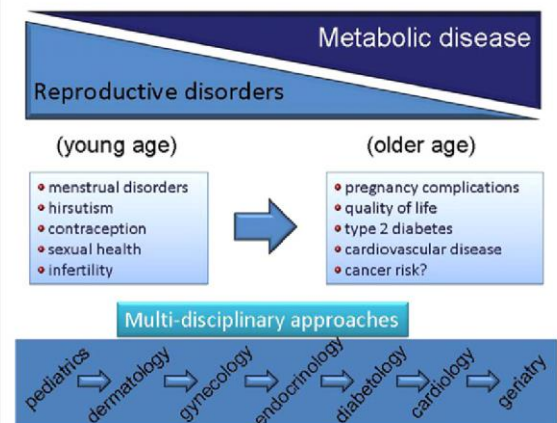 Metabolic disease
Reproductive disorders
(young age)
(older age)
menstrual disorders
hirsutism
contraception
sexual health
infertility
pregnancy complications
quality of life
type 2 diabetes
cardiovascular disease
cancer risk?
Multi-disciplinary approaches
pediatrics
dermatology
gynecology
endocrinology
diabetology
cardiology
geriatry